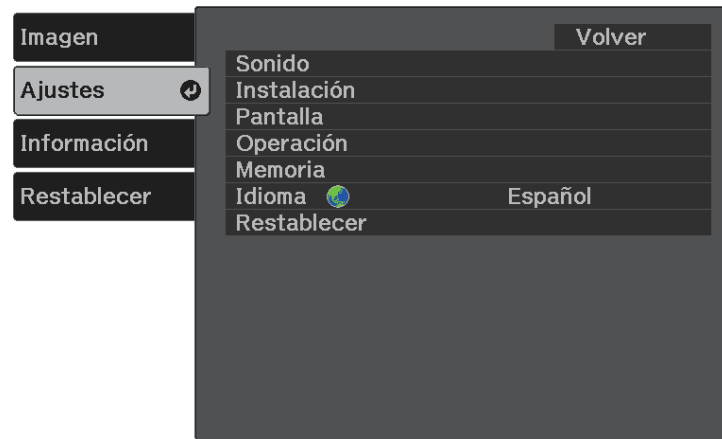 Imagen
Ajustes
Información
Restablecer
Volver
Sonido
Instalación
Pantalla
Operación
Memoria
Idioma Español
Restablecer